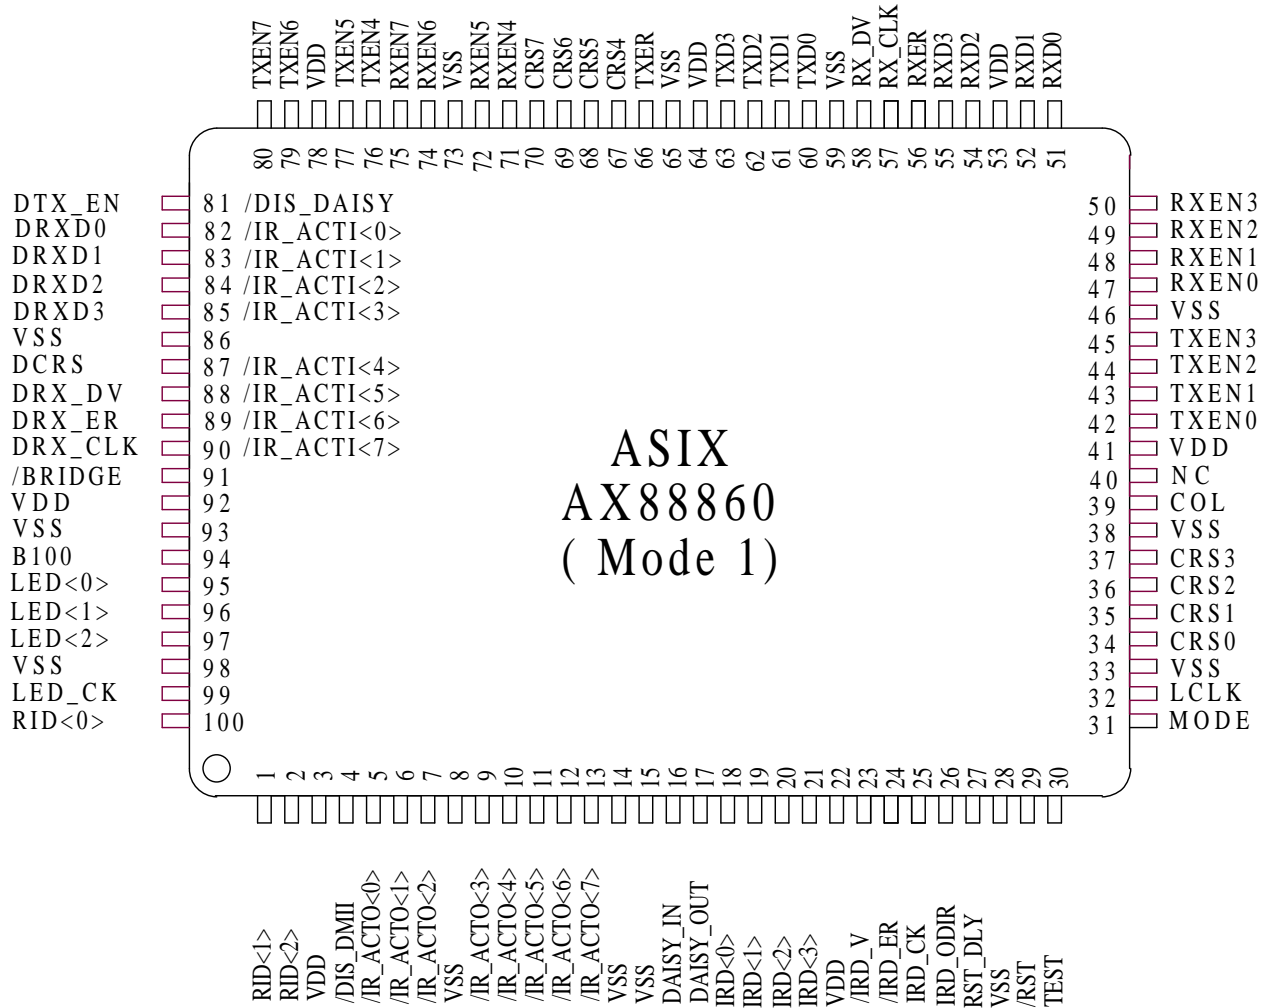 TXEN7
TXEN6
VDD
TXEN5
TXEN4
RXEN7
RXEN6
VSS
RXEN5
RXEN4
CRS7
CRS6
CRS5
CRS4
TXER
VSS
VDD
TXD3
TXD2
TXD1
TXD0
VSS
RX_DV
RX_CLK
RXER
RXD3
RXD2
VDD
RXD1
RXD0
80
79
78
77
76
75
74
73
72
71
70
69
68
67
66
65
64
63
62
61
60
59
58
57
56
55
54
53
52
51
DTX_EN 81 /DIS_DAISY
DRXD0 82 /IR_ACTI<0>
DRXD1 83 /IR_ACTI<1>
DRXD2 84 /IR_ACTI<2>
DRXD3 85 /IR_ACTI<3>
VSS 86
DCRS 87 /IR_ACTI<4>
DRX_DV 88 /IR_ACTI<5>
DRX_ER 89 /IR_ACTI<6>
DRX_CLK 90 /IR_ACTI<7>
/BRIDGE 91
VDD 92
VSS 93
B100 94
LED<0> 95
LED<1> 96
LED<2> 97
VSS 98
LED_CK 99
RID<0> 100
ASIX
AX88860
( Mode 1)
50 RXEN3
49 RXEN2
48 RXEN1
47 RXEN0
46 VSS
45 TXEN3
44 TXEN2
43 TXEN1
42 TXEN0
41 VDD
40 NC
39 COL
38 VSS
37 CRS3
36 CRS2
35 CRS1
34 CRS0
33 VSS
32 LCLK
31 MODE
1
2
3
4
5
6
7
8
9
10
11
12
13
14
15
16
17
18
19
20
21
22
23
24
25
26
27
28
29
30
RID<1>
RID<2>
VDD
/DIS_DMII
/IR_ACTO<0>
/IR_ACTO<1>
/IR_ACTO<2>
VSS
/IR_ACTO<3>
/IR_ACTO<4>
/IR_ACTO<5>
/IR_ACTO<6>
/IR_ACTO<7>
VSS
VSS
DAISY_IN
DAISY_OUT
IRD<0>
IRD<1>
IRD<2>
IRD<3>
VDD
/IRD_V
/IRD_ER
IRD_CK
IRD_ODIR
RST_DLY
VSS
/RST
TEST